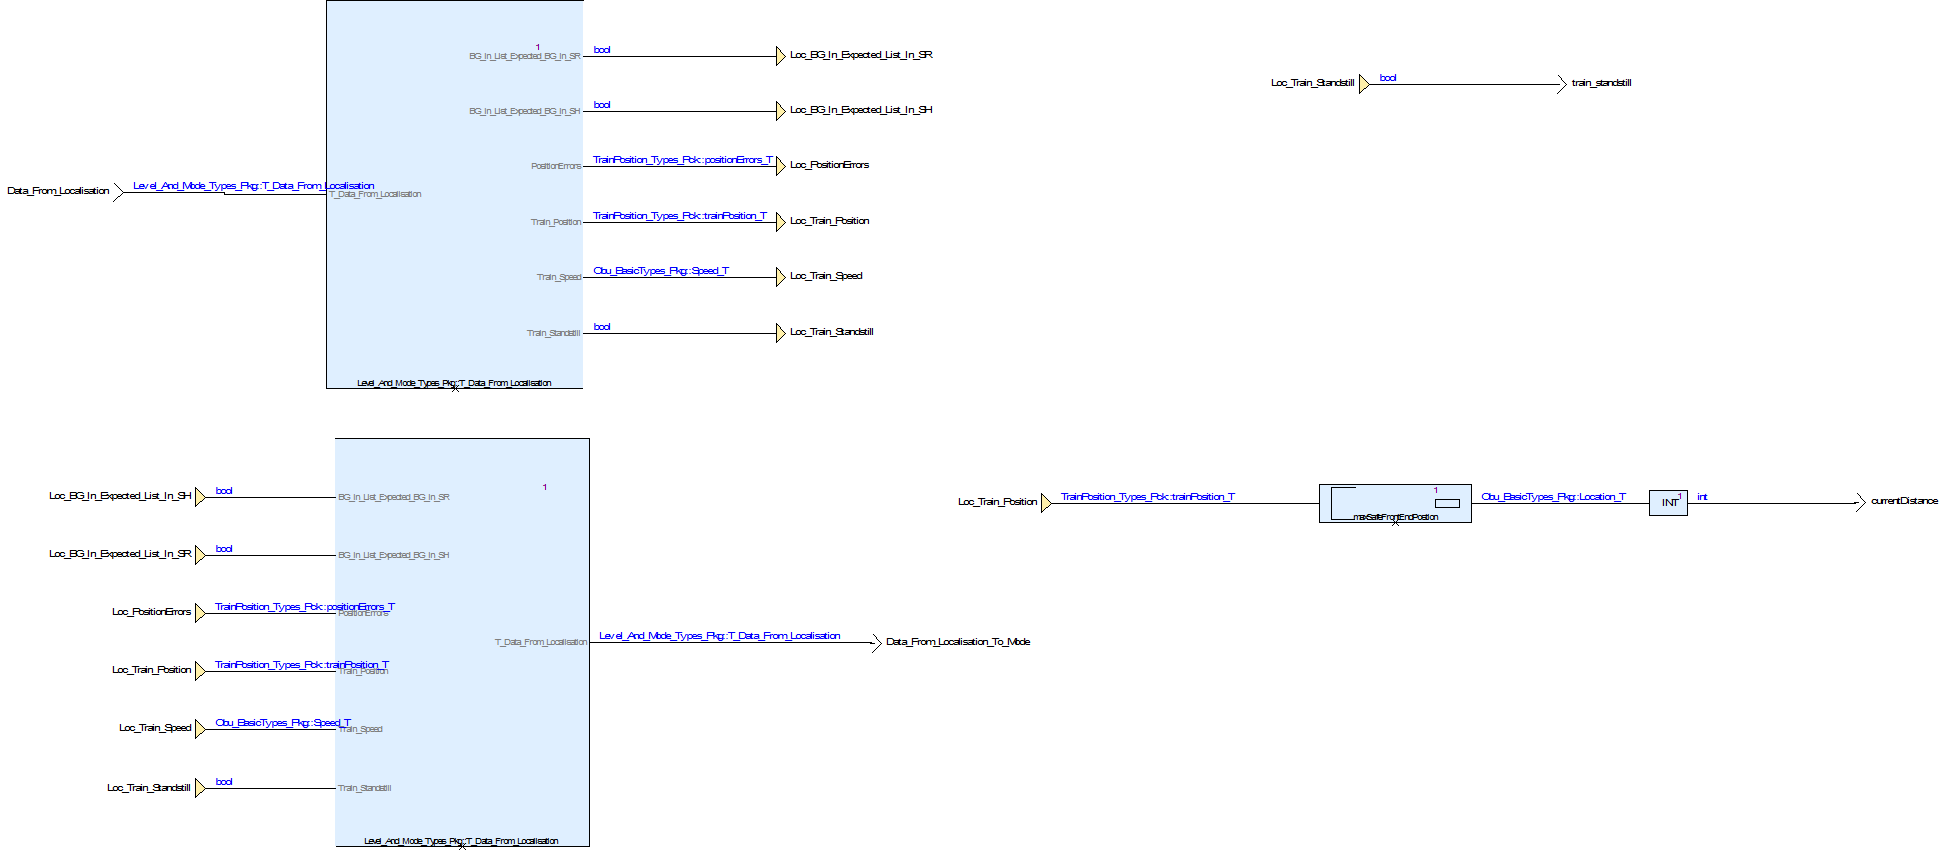 1
BG_In_List_Expected_BG_In_SR
bool
Loc_BG_In_Expected_List_In_SR
Loc_Train_Standstill
bool
train_standstill
BG_In_List_Expected_BG_In_SH
bool
Loc_BG_In_Expected_List_In_SH
PositionErrors
TrainPosition_Types_Pck::positionErrors_T
Loc_PositionErrors
Data_From_Localisation
Level_And_Mode_Types_Pkg::T_Data_From_Localisation
T_Data_From_Localisation
Train_Position
TrainPosition_Types_Pck::trainPosition_T
Loc_Train_Position
Train_Speed
Obu_BasicTypes_Pkg::Speed_T
Loc_Train_Speed
Train_Standstill
bool
Loc_Train_Standstill
Level_And_Mode_Types_Pkg::T_Data_From_Localisation
1
Loc_BG_In_Expected_List_In_SH
bool
BG_In_List_Expected_BG_In_SR
Loc_Train_Position
TrainPosition_Types_Pck::trainPosition_T
1
maxSafeFrontEndPostion
Obu_BasicTypes_Pkg::Location_T
INT
1
int
currentDistance
Loc_BG_In_Expected_List_In_SR
bool
BG_In_List_Expected_BG_In_SH
Loc_PositionErrors
TrainPosition_Types_Pck::positionErrors_T
PositionErrors
T_Data_From_Localisation
Level_And_Mode_Types_Pkg::T_Data_From_Localisation
Data_From_Localisation_To_Mode
Loc_Train_Position
TrainPosition_Types_Pck::trainPosition_T
Train_Position
Loc_Train_Speed
Obu_BasicTypes_Pkg::Speed_T
Train_Speed
Loc_Train_Standstill
bool
Train_Standstill
Level_And_Mode_Types_Pkg::T_Data_From_Localisation